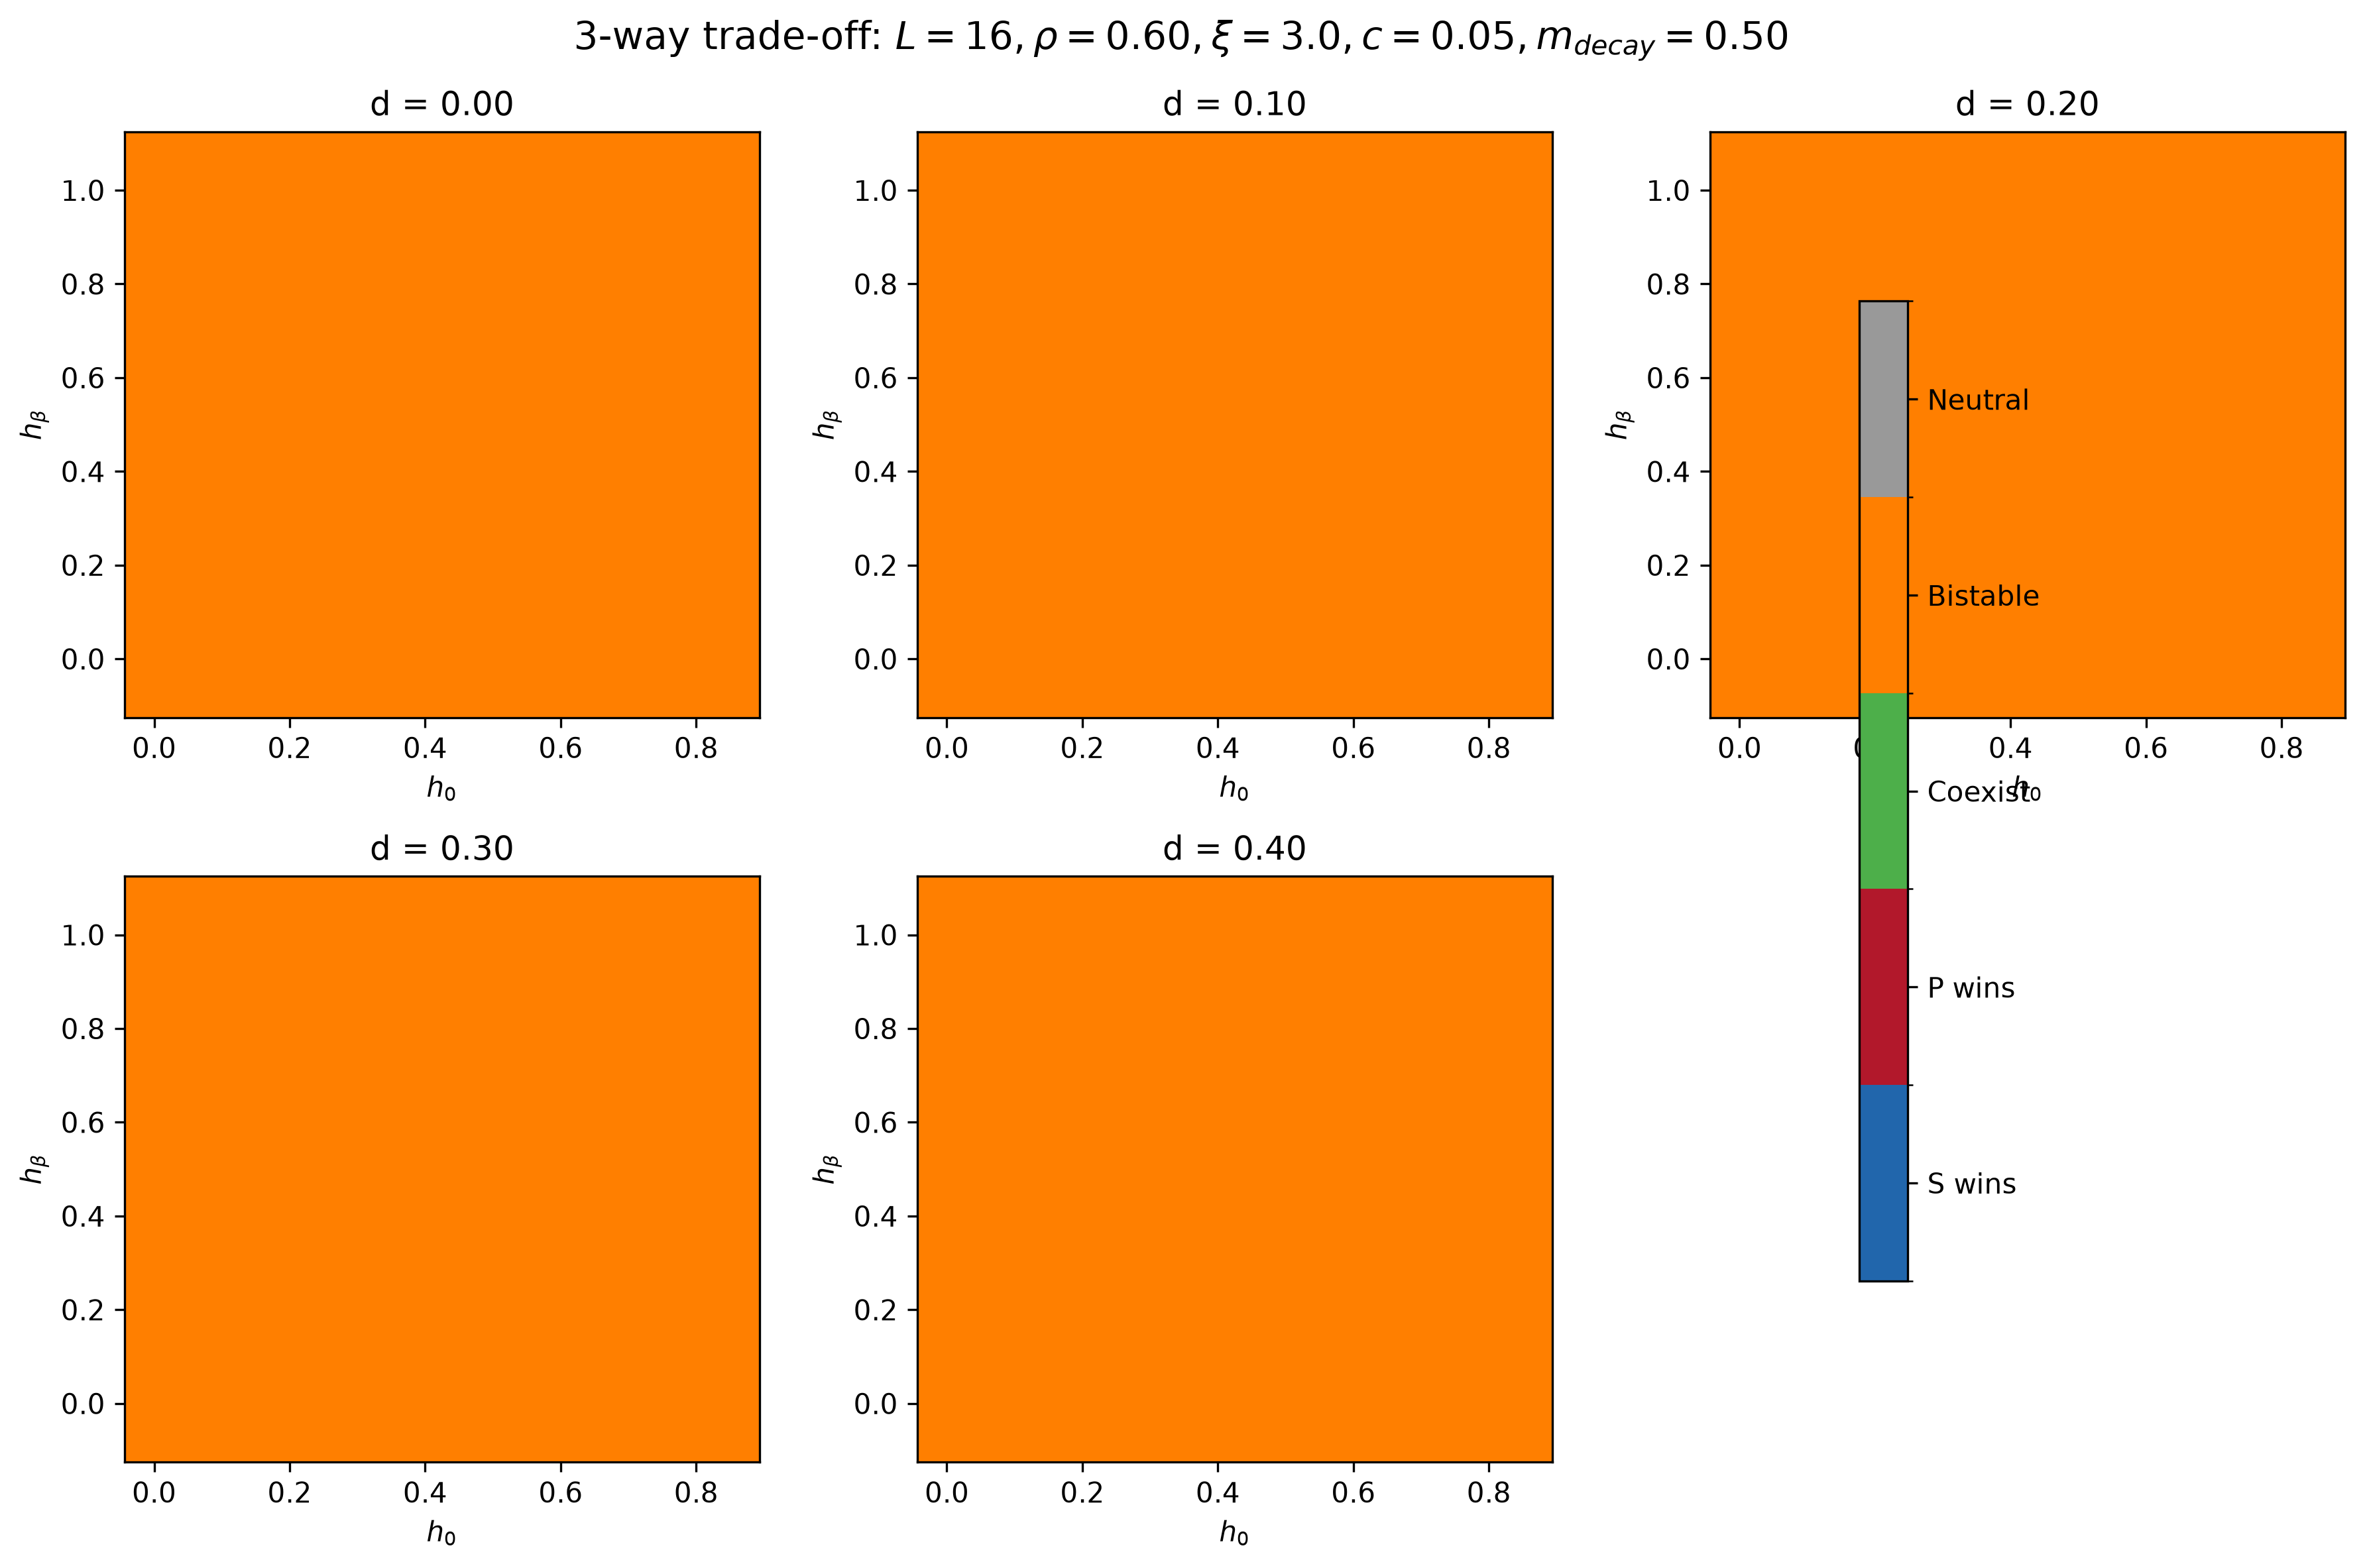 3-way trade-off: L = 16, ρ = 0.60, ξ = 3.0, c = 0.05, m_decay = 0.50
d = 0.00
1.0
0.8
0.6
0.4
0.2
0.0
h_β
0.0 0.2 0.4 0.6 0.8
h_0
d = 0.10
1.0
0.8
0.6
0.4
0.2
0.0
h_β
0.0 0.2 0.4 0.6 0.8
h_0
d = 0.20
1.0
0.8
0.6
0.4
0.2
0.0
h_β
0.0 0.4 0.6 0.8
h_0
Neutral
Bistable
Coexist
P wins
S wins
d = 0.30
1.0
0.8
0.6
0.4
0.2
0.0
h_β
0.0 0.2 0.4 0.6 0.8
h_0
d = 0.40
1.0
0.8
0.6
0.4
0.2
0.0
h_β
0.0 0.2 0.4 0.6 0.8
h_0